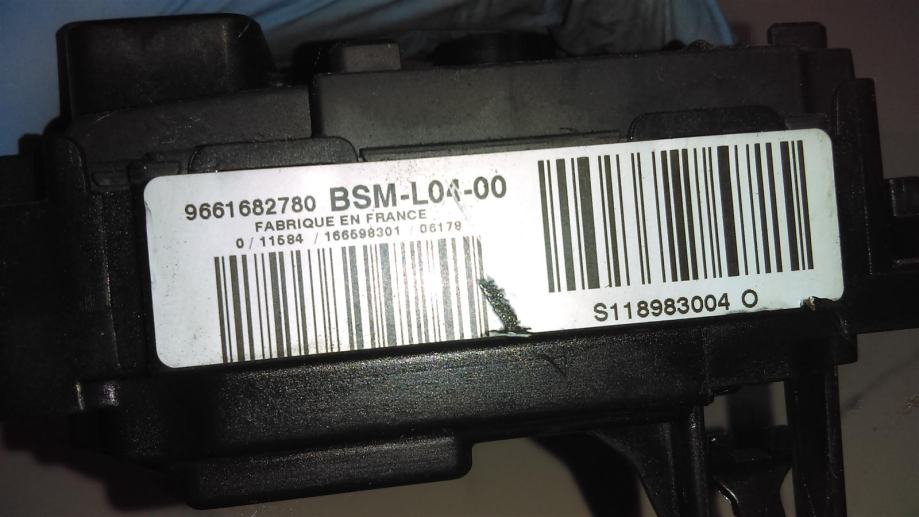 9661682780 BSM-L04-00
FABRIQUE EN FRANCE
0/11584 / 166598301 / 06179
S118983004 O